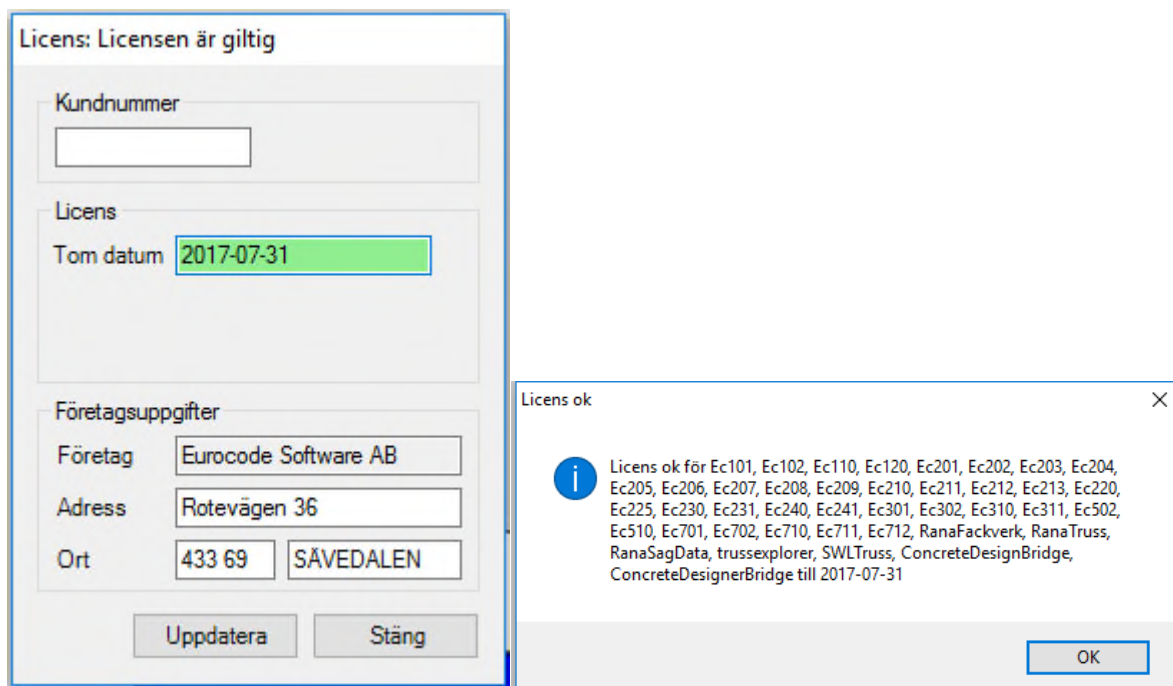 Licens: Licensen är giltig
Kundnummer
Licens
Tom datum 2017-07-31
Företagsuppgifter
Företag Eurocode Software AB
Adress Rotevägen 36
Ort 433 69 SÄVEDALEN
Uppdatera Stäng
Licens ok
Licens ok för Ec101, Ec102, Ec110, Ec120, Ec201, Ec202, Ec203, Ec204,
Ec205, Ec206, Ec207, Ec208, Ec209, Ec210, Ec211, Ec212, Ec213, Ec220,
Ec225, Ec230, Ec231, Ec240, Ec241, Ec301, Ec302, Ec310, Ec311, Ec502,
Ec510, Ec701, Ec702, Ec710, Ec711, Ec712, RanaFackverk, RanaTruss,
RanaSagData, trussexplorer, SWLTruss, ConcreteDesignBridge,
ConcreteDesignerBridge till 2017-07-31
OK